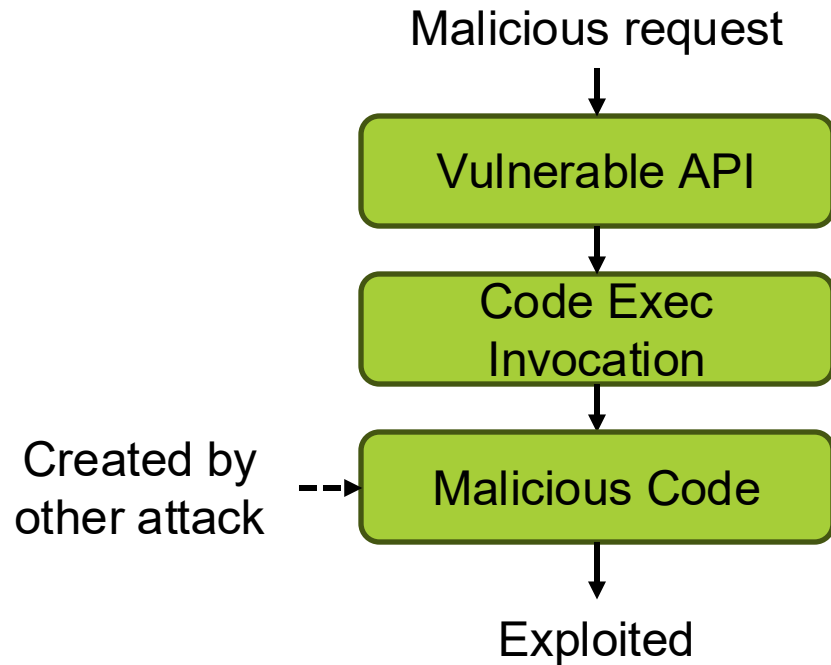 Malicious request
Vulnerable API
Code Exec
Invocation
Created by
other attack
Malicious Code
Exploited